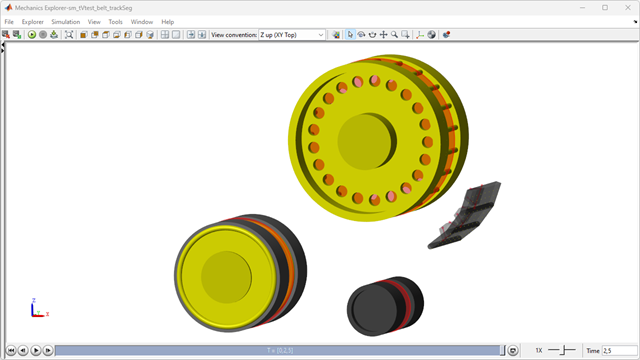 Mechanics Explorer-sm_tVtest_belt_trackSeg
File Explorer Simulation View Tools Window Help
View convention: Z up (XY Top)
Z
X
T = [0,2,5]
1X Time 2,5